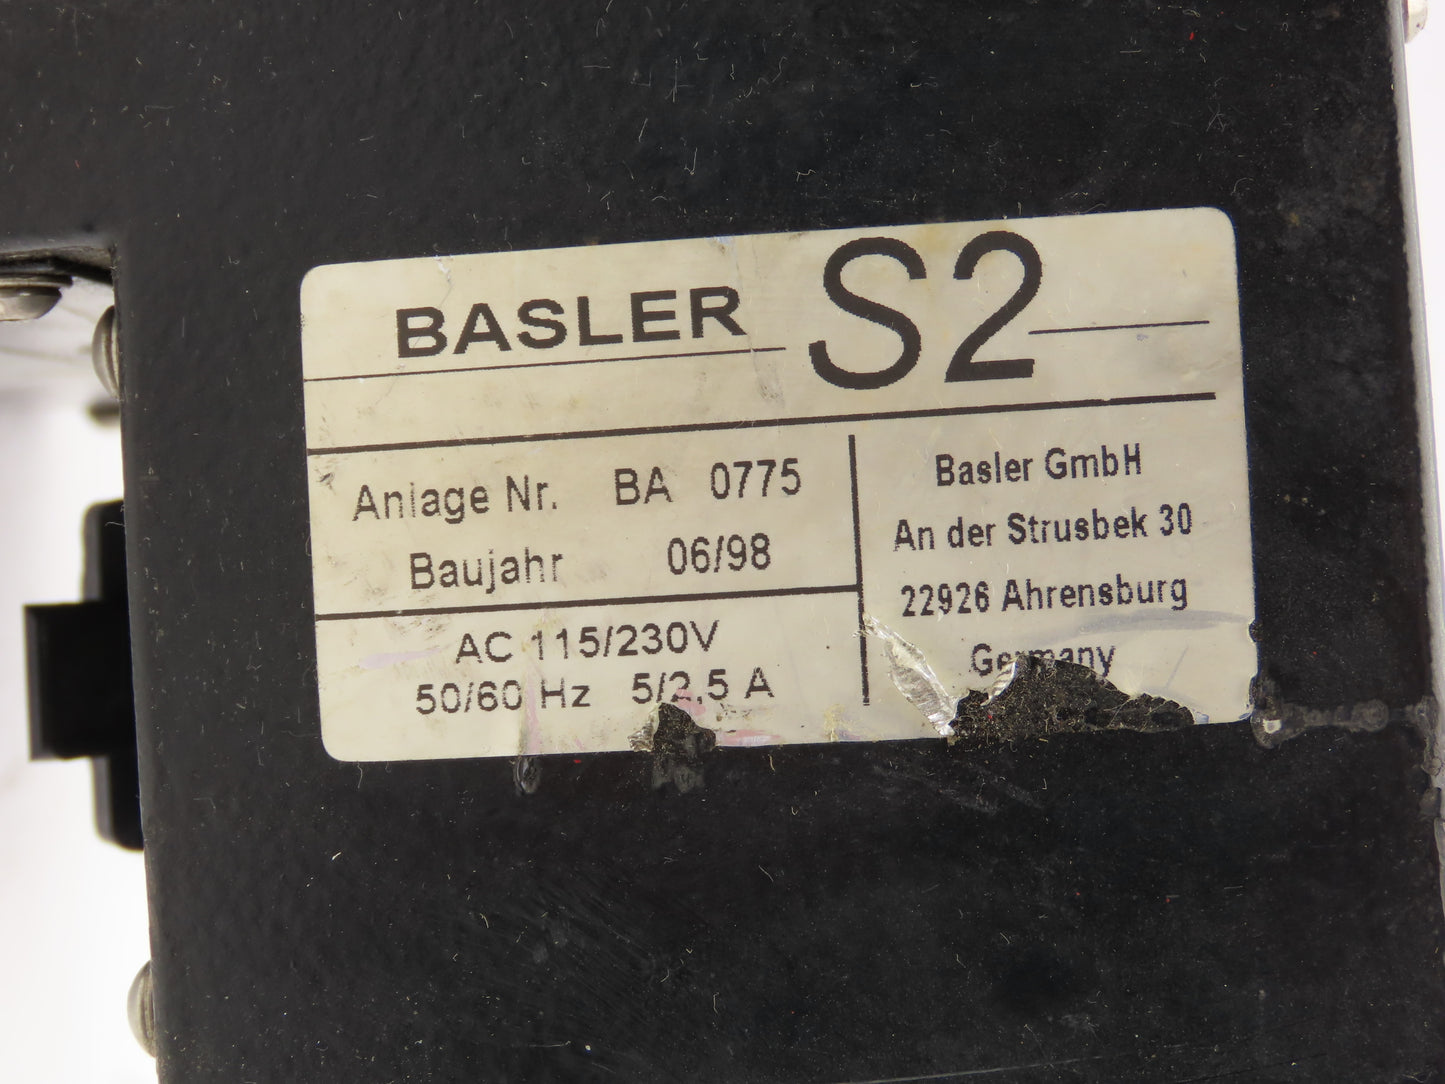 BASLER S2
Anlage Nr. BA 0775
Baujahr 06/98
AC 115/230V
50/60 Hz 5/2,5 A
Basler GmbH
An der Strusbek 30
22926 Ahrensburg
Germany